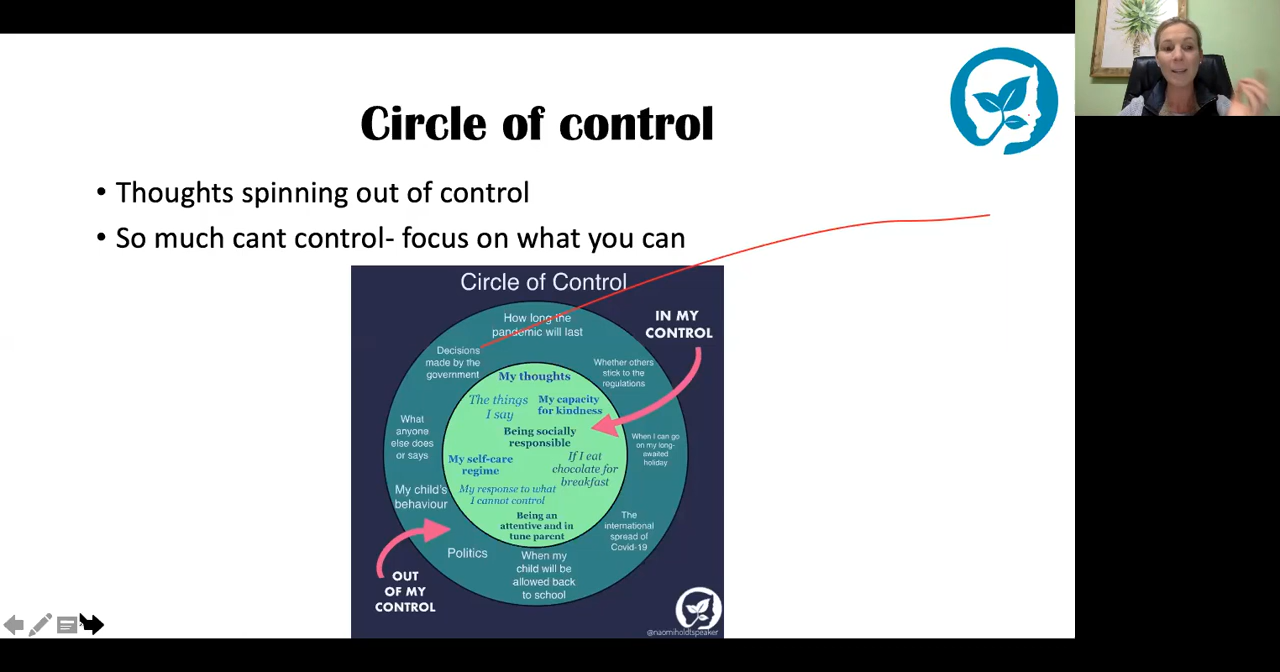 Circle of control
• Thoughts spinning out of control
• So much cant control- focus on what you can
Circle of Control
How long the
pandemic will last
IN MY
CONTROL
Decisions
made by the
government
Whether others
stick to the
regulations
My thoughts
The things
I say
My capacity
for kindness
What
anyone
else does
or says
Being socially
responsible
When I can go
on my long-
awaited
holiday
My self-care
regime
If I eat
chocolate for
breakfast
My child's
behaviour
My response to what
I cannot control
Being an
attentive and in
tune parent
The
international
spread of
Covid-19
Politics
When my
child will be
allowed back
to school
OUT
OF MY
CONTROL
@naomiholdtspeaker